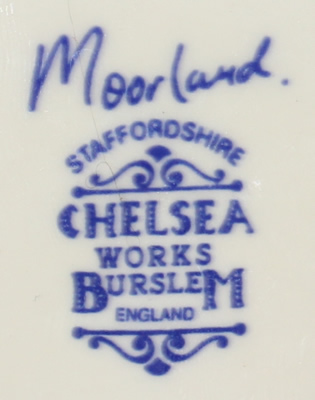 Moorland.
STAFFORDSHIRE
CHELSEA
WORKS
BURSLEM
ENGLAND